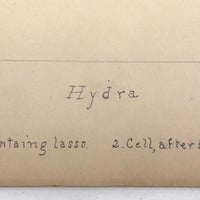 Hydra
ntaing lasso. 2. Cell, after